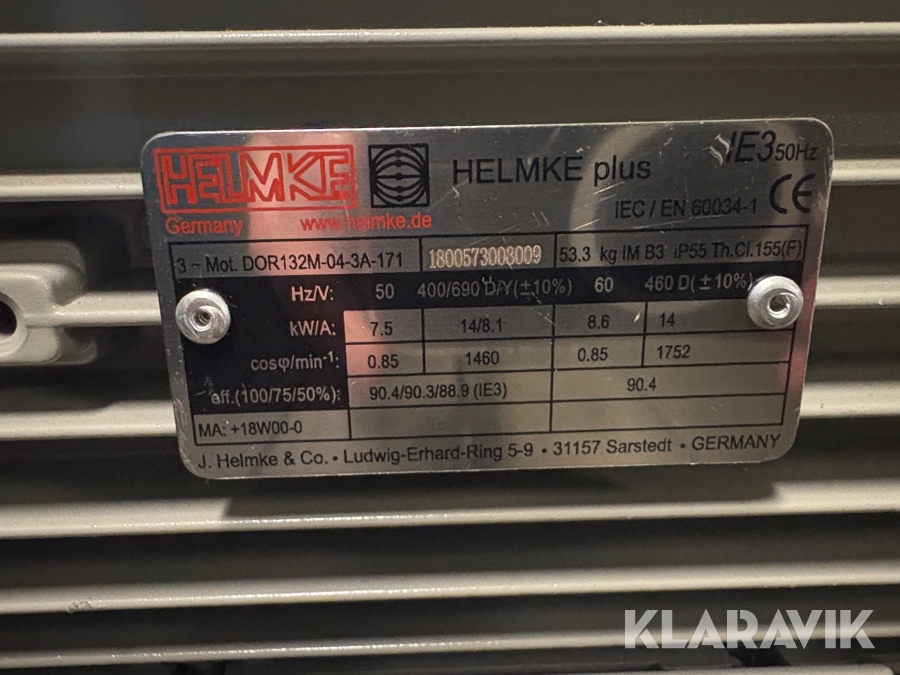 HELMKE HELMKE plus IE3 50Hz
Germany www.helmke.de IEC / EN 60034-1 CE
3 ~ Mot. DOR132M-04-3A-171 1800573008009 53.3 kg IM B3 IP55 Th.Cl.155(F)
Hz/V: 50 400/690 D/Y(±10%) 60 460 D(±10%)
kW/A: 7.5 14/8.1 8.6 14
cosφ/min-1: 0.85 1460 0.85 1752
eff.(100/75/50%): 90.4/90.3/88.9 (IE3) 90.4
MA: +18W00-0
J. Helmke & Co. • Ludwig-Erhard-Ring 5-9 • 31157 Sarstedt • GERMANY
KLARAVIK